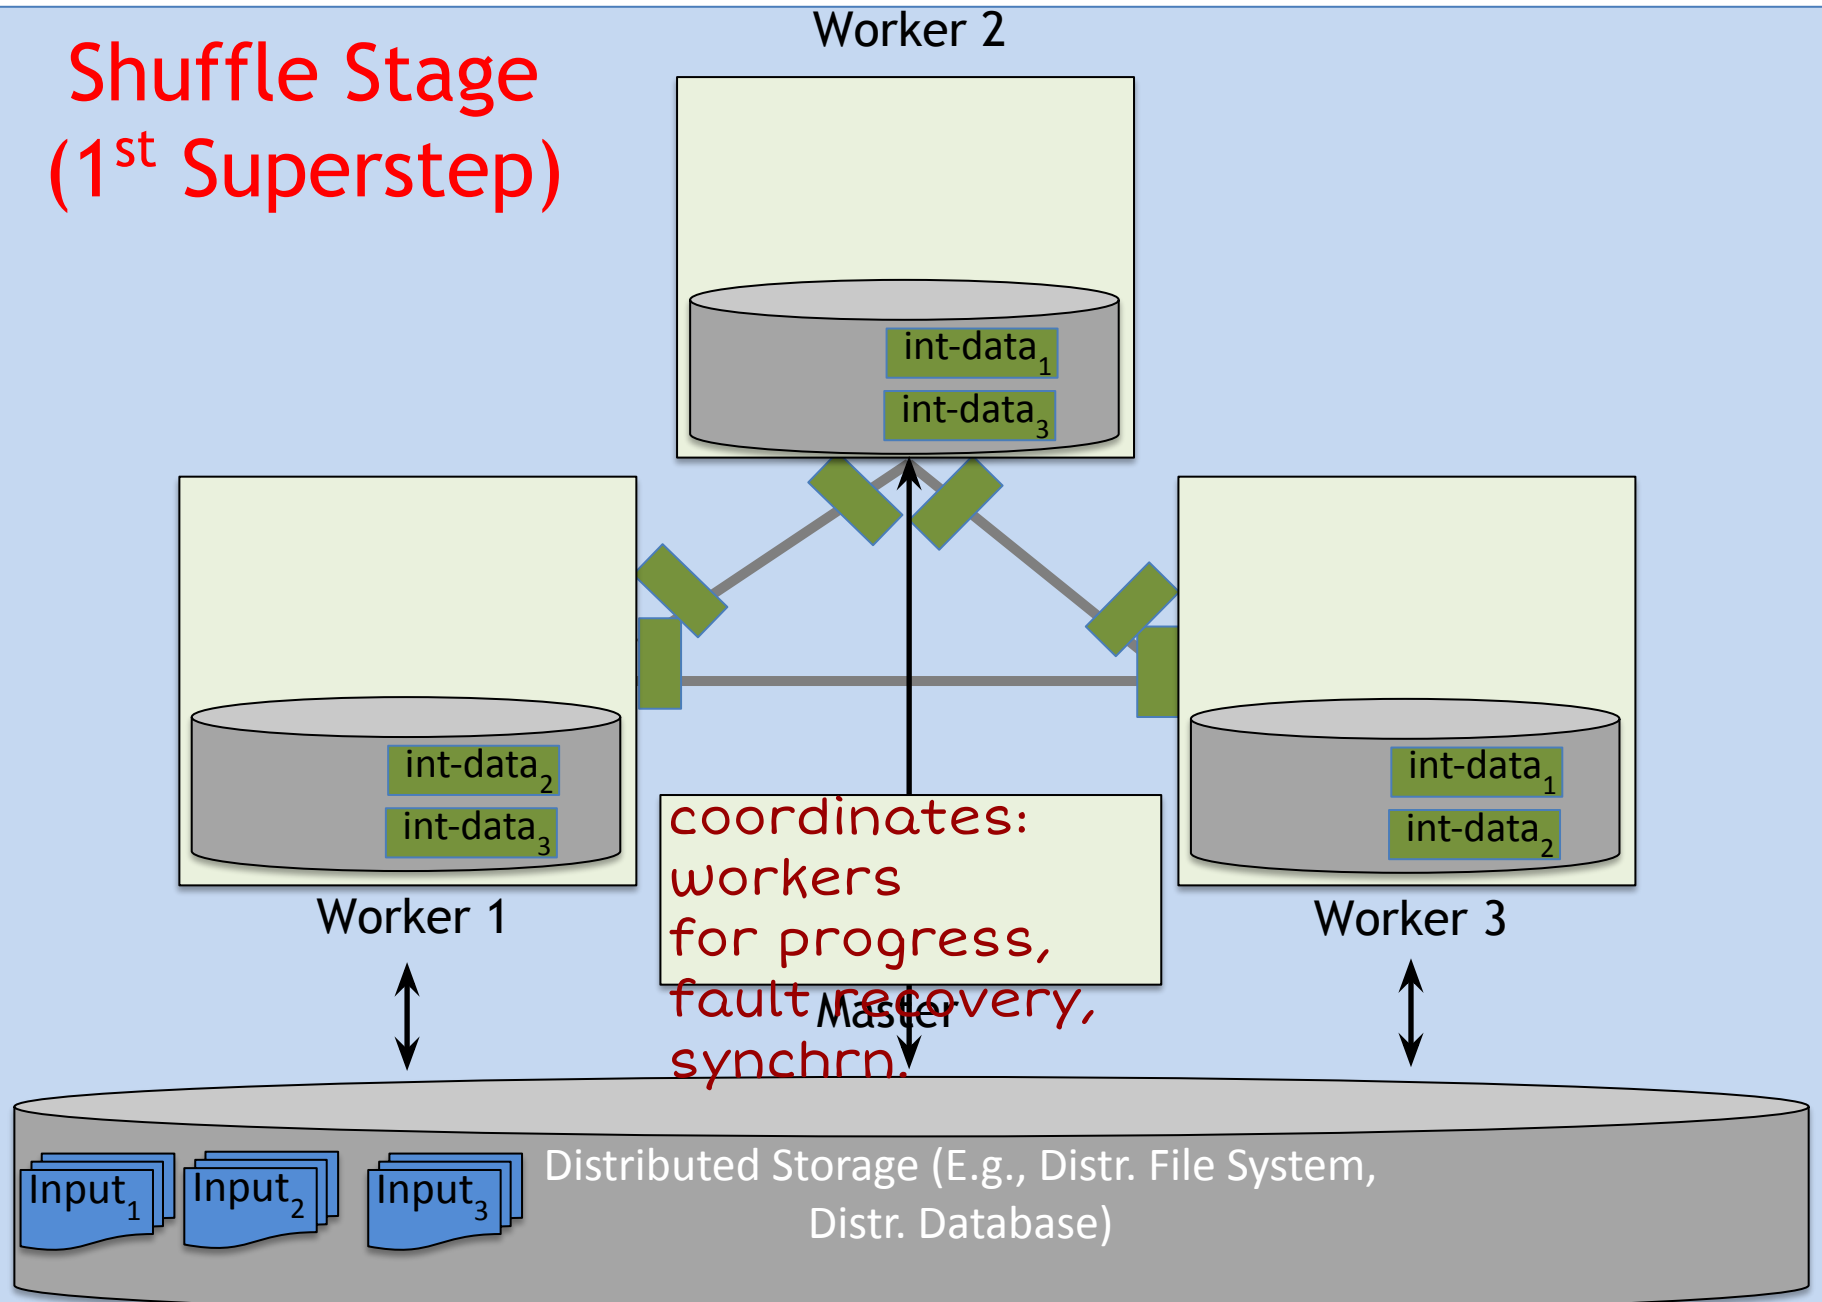 Shuffle Stage
(1st Superstep)
Worker 2
int-data1
int-data3
int-data2
int-data3
Worker 1
int-data1
int-data2
Worker 3
coordinates:
workers
for progress,
fault recovery,
synchrn.
Master
Input1
Input2
Input3
Distributed Storage (E.g., Distr. File System,
Distr. Database)